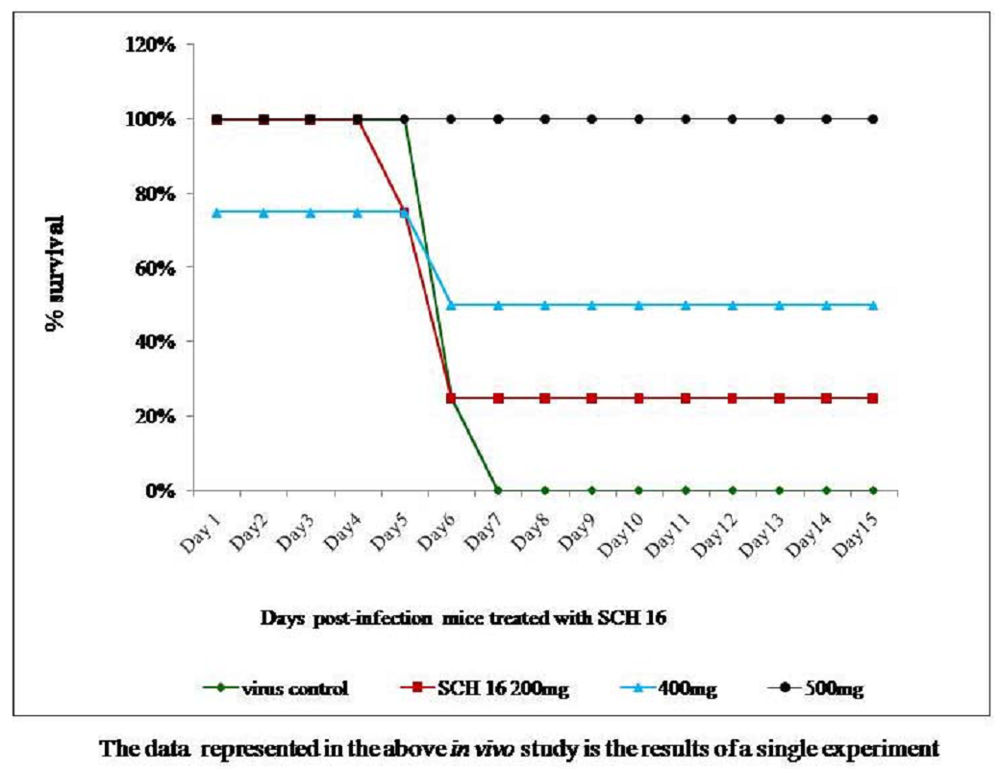 120%
100%
80%
60%
40%
20%
0%
% survival
Day 1 Day2 Day3 Day4 Day5 Day6 Day7 Day8 Day9 Day10 Day11 Day12 Day13 Day14 Day15
Days post-infection mice treated with SCH 16
virus control SCH 16 200mg 400mg 500mg
The data represented in the above in vivo study is the results of a single experiment